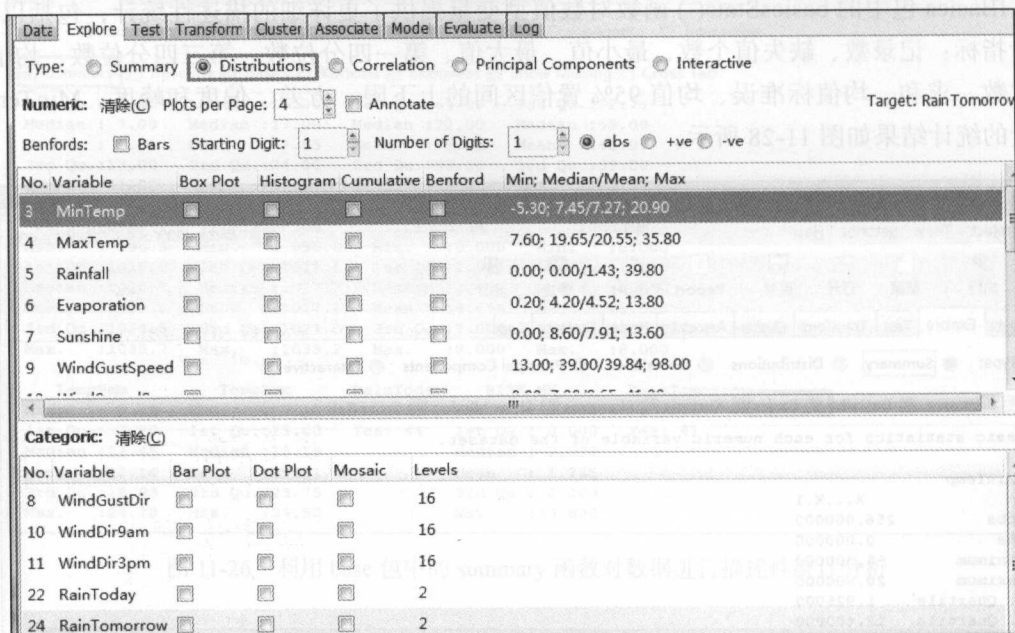 Data Explore Test Transform Cluster Associate Model Evaluate Log
Type: Summary Distributions Correlation Principal Components Interactive
Numeric: 清除(C) Plots per Page: 4 Annotate Target: RainTomorrow
Benfords: Bars Starting Digit: 1 Number of Digits: 1 abs +ve -ve
No. Variable Box Plot Histogram Cumulative Benford Min; Median/Mean; Max
3 MinTemp -5.30; 7.45/7.27; 20.90
4 MaxTemp 7.60; 19.65/20.55; 35.80
5 Rainfall 0.00; 0.00/1.43; 39.80
6 Evaporation 0.20; 4.20/4.52; 13.80
7 Sunshine 0.00; 8.60/7.91; 13.60
9 WindGustSpeed 13.00; 39.00/39.84; 98.00
Categoric: 清除(C)
No. Variable Bar Plot Dot Plot Mosaic Levels
8 WindGustDir 16
10 WindDir9am 16
11 WindDir3pm 16
22 RainToday 2
24 RainTomorrow 2